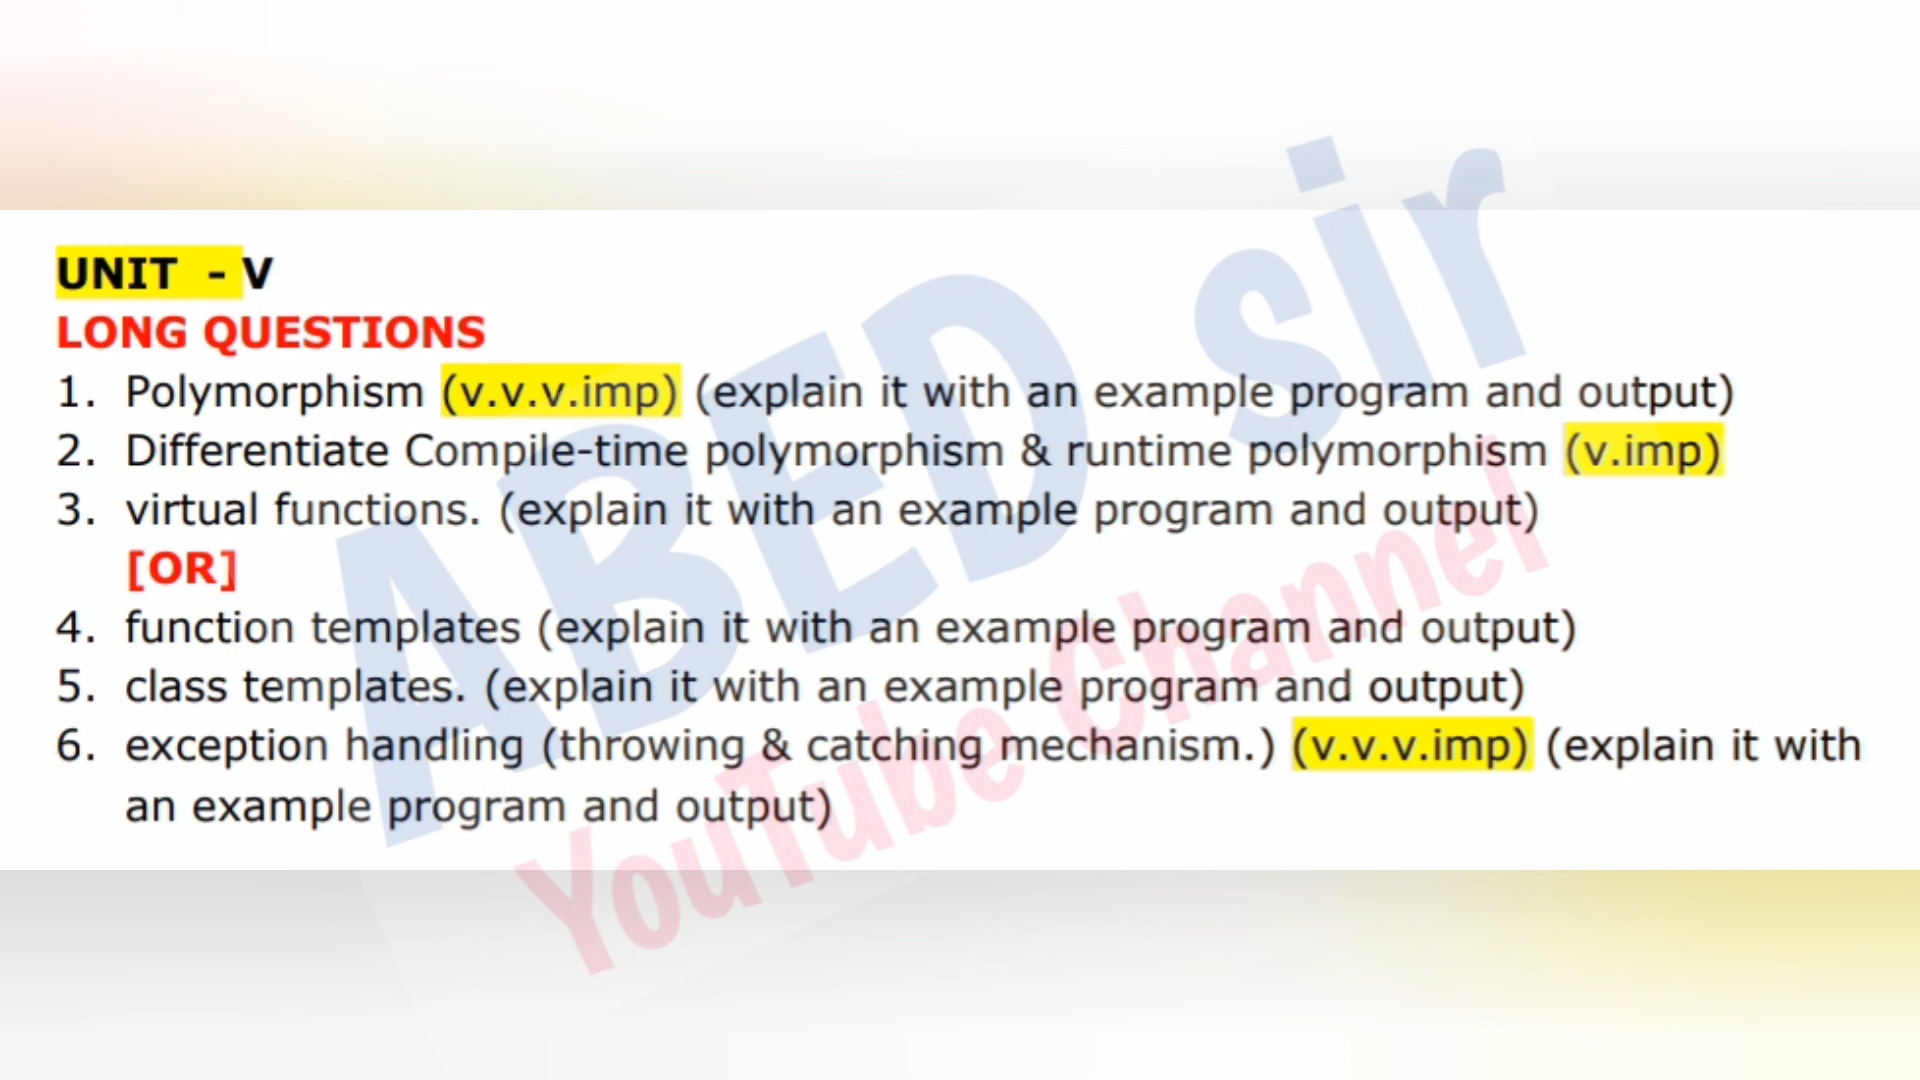 UNIT - V
LONG QUESTIONS
1. Polymorphism (v.v.v.imp) (explain it with an example program and output)
2. Differentiate Compile-time polymorphism & runtime polymorphism (v.imp)
3. virtual functions. (explain it with an example program and output)
[OR]
4. function templates (explain it with an example program and output)
5. class templates. (explain it with an example program and output)
6. exception handling (throwing & catching mechanism.) (v.v.v.imp) (explain it with
an example program and output)
ABED sir
YouTube Channel